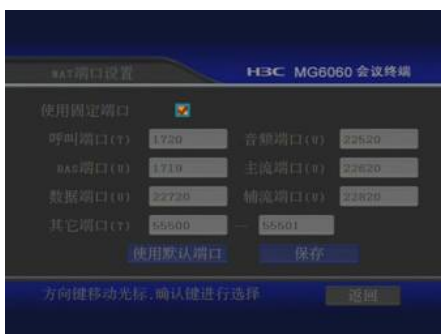 NAT端口设置
H3C MG6060 会议终端
使用固定端口
呼叫端口(T) 1720 音频端口(U) 22520
RAS端口(U) 1719 主流端口(U) 22620
数据端口(U) 22720 辅流端口(U) 22820
其它端口(T) 55500 — 55501
使用默认端口 保存
方向键移动光标,确认键进行选择 返回